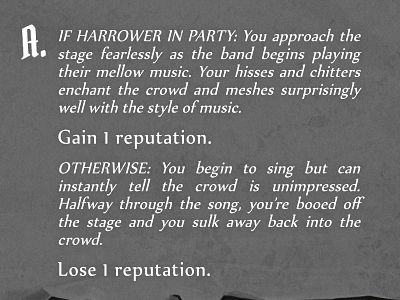 A. IF HARROWER IN PARTY: You approach the
stage fearlessly as the band begins playing
their mellow music. Your hisses and chitters
enchant the crowd and meshes surprisingly
well with the style of music.
Gain 1 reputation.
OTHERWISE: You begin to sing but can
instantly tell the crowd is unimpressed.
Halfway through the song, you're booed off
the stage and you sulk away back into the
crowd.
Lose 1 reputation.